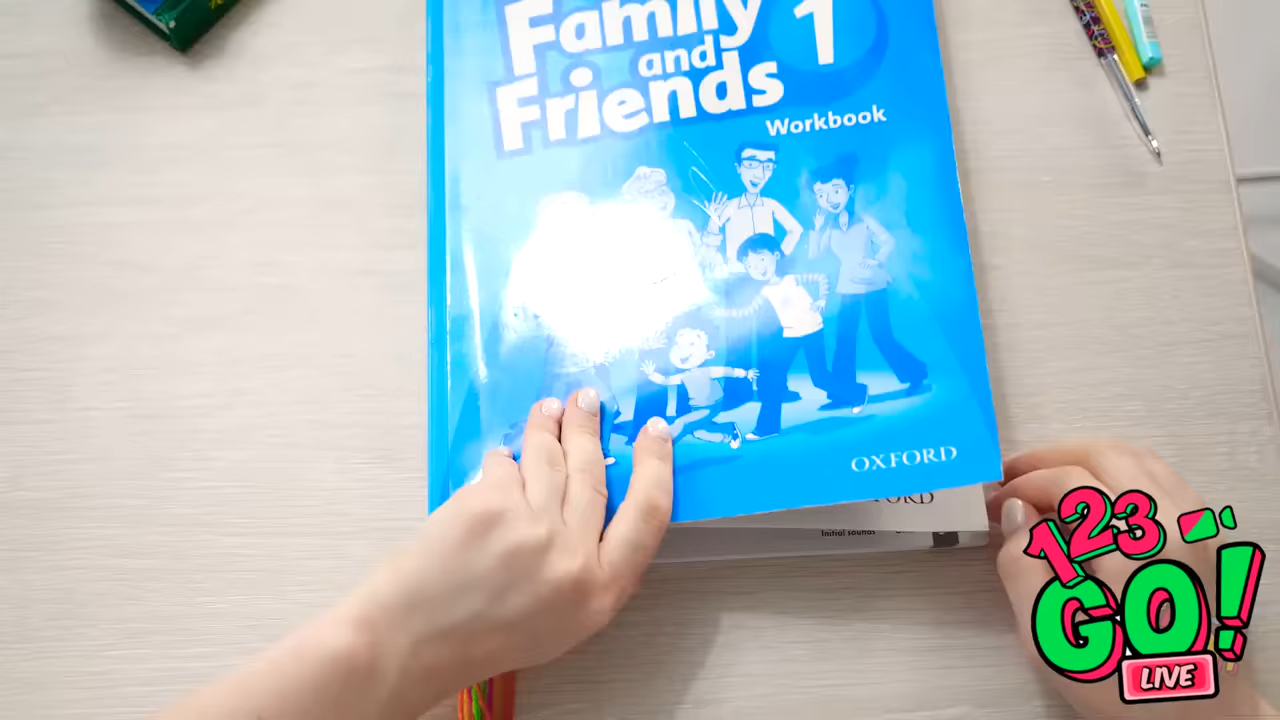 Family
and
Friends 1
Workbook
OXFORD
Initial sounds
123
GO!
LIVE